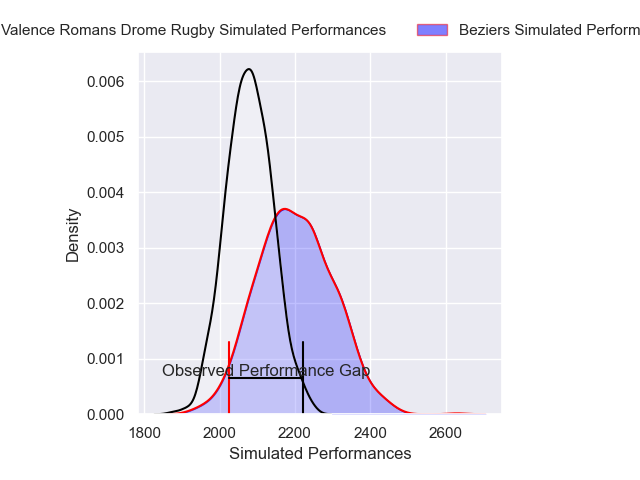 Valence Romans Drome Rugby Simulated Performances
Beziers Simulated Perform
0.006
0.005
0.004
0.003
0.002
0.001
0.000
Density
Observed Performance Gap
1800
2000
2200
2400
2600
Simulated Performances